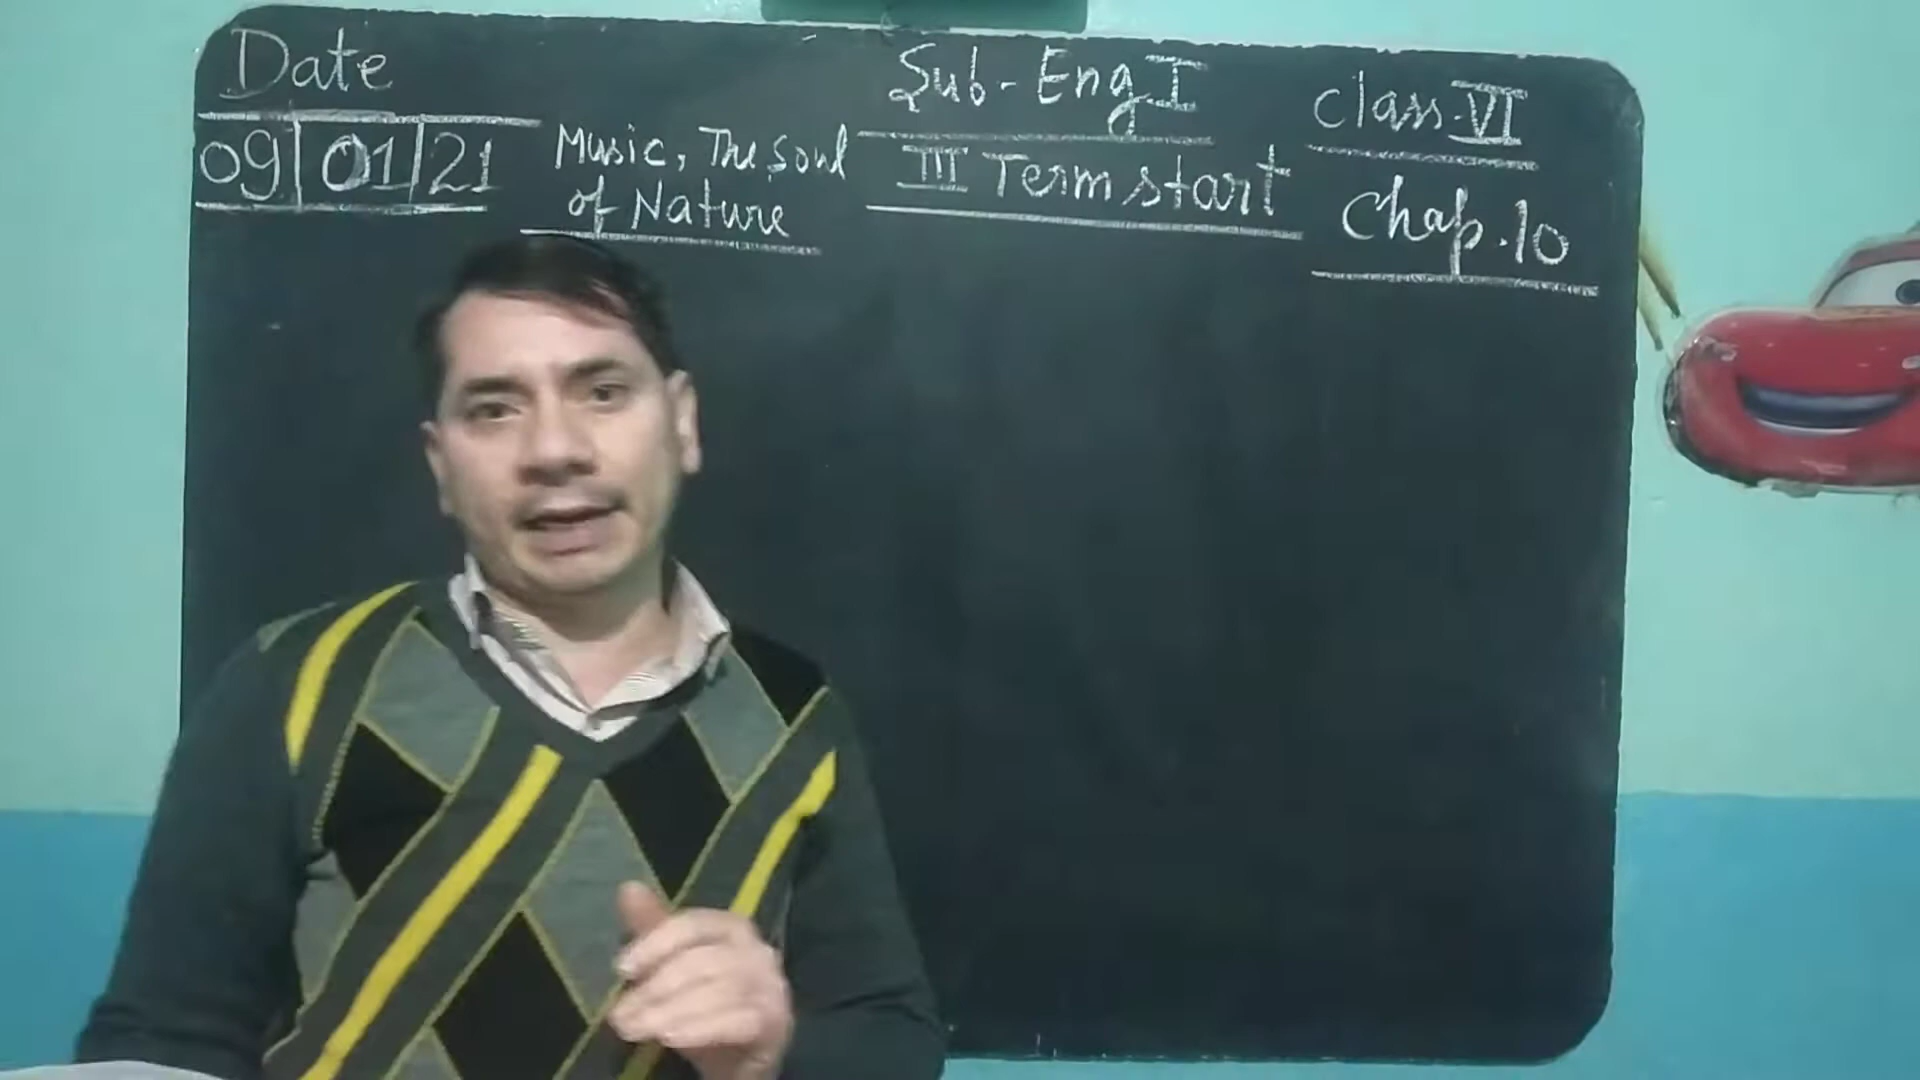 Date
09|01|21
Music, The Soul
of Nature
Sub-Eng I
III Term start
Class-VI
Chap.10